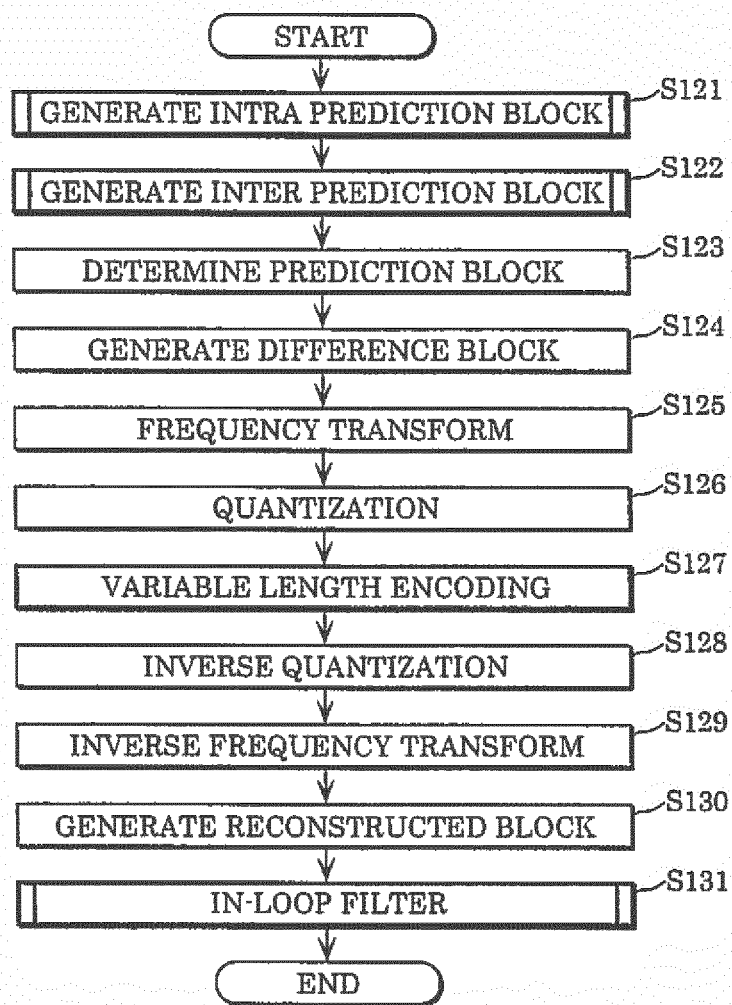 START
GENERATE INTRA PREDICTION BLOCK
S121
GENERATE INTER PREDICTION BLOCK
S122
DETERMINE PREDICTION BLOCK
S123
GENERATE DIFFERENCE BLOCK
S124
FREQUENCY TRANSFORM
S125
QUANTIZATION
S126
VARIABLE LENGTH ENCODING
S127
INVERSE QUANTIZATION
S128
INVERSE FREQUENCY TRANSFORM
S129
GENERATE RECONSTRUCTED BLOCK
S130
IN-LOOP FILTER
S131
END